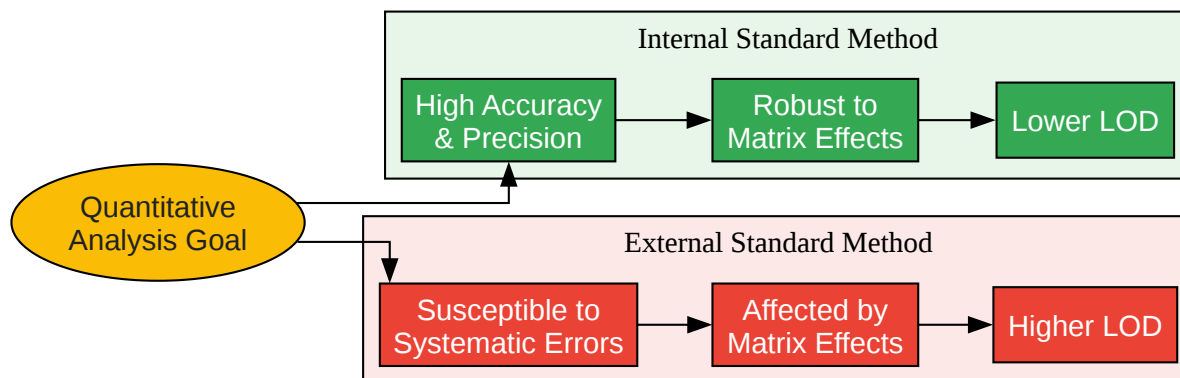 Internal Standard Method
High Accuracy
& Precision
Robust to
Matrix Effects
Lower LOD
Quantitative
Analysis Goal
External Standard Method
Susceptible to
Systematic Errors
Affected by
Matrix Effects
Higher LOD